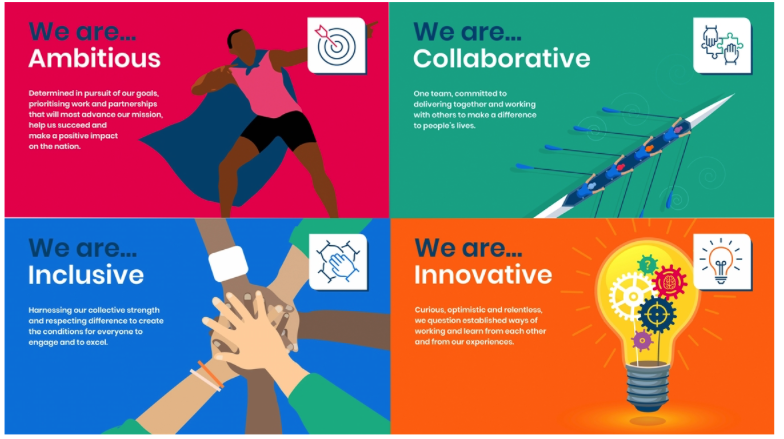 We are...
Ambitious
Determined in pursuit of our goals,
prioritising work and partnerships
that will most advance our mission,
help us succeed and
make a positive impact
on the nation.
We are...
Collaborative
One team, committed to
delivering together and working
with others to make a difference
to people's lives.
We are...
Inclusive
Harnessing our collective strength
and respecting difference to create
the conditions for everyone to
engage and to excel.
We are...
Innovative
Curious, optimistic and relentless,
we question established ways of
working and learn from each other
and from our experiences.
?